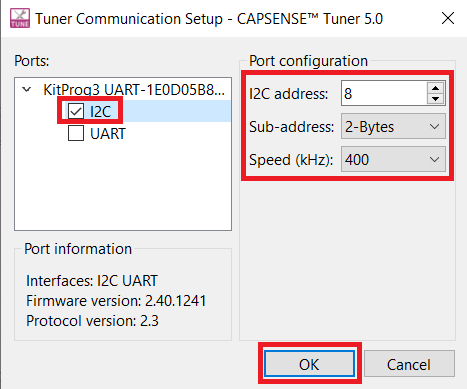 TUNE
Tuner Communication Setup - CAPSENSE™ Tuner 5.0
Ports:
KitProg3 UART-1E0D05B8...
I2C
UART
Port configuration
I2C address: 8
Sub-address: 2-Bytes
Speed (kHz): 400
Port information
Interfaces: I2C UART
Firmware version: 2.40.1241
Protocol version: 2.3
OK
Cancel